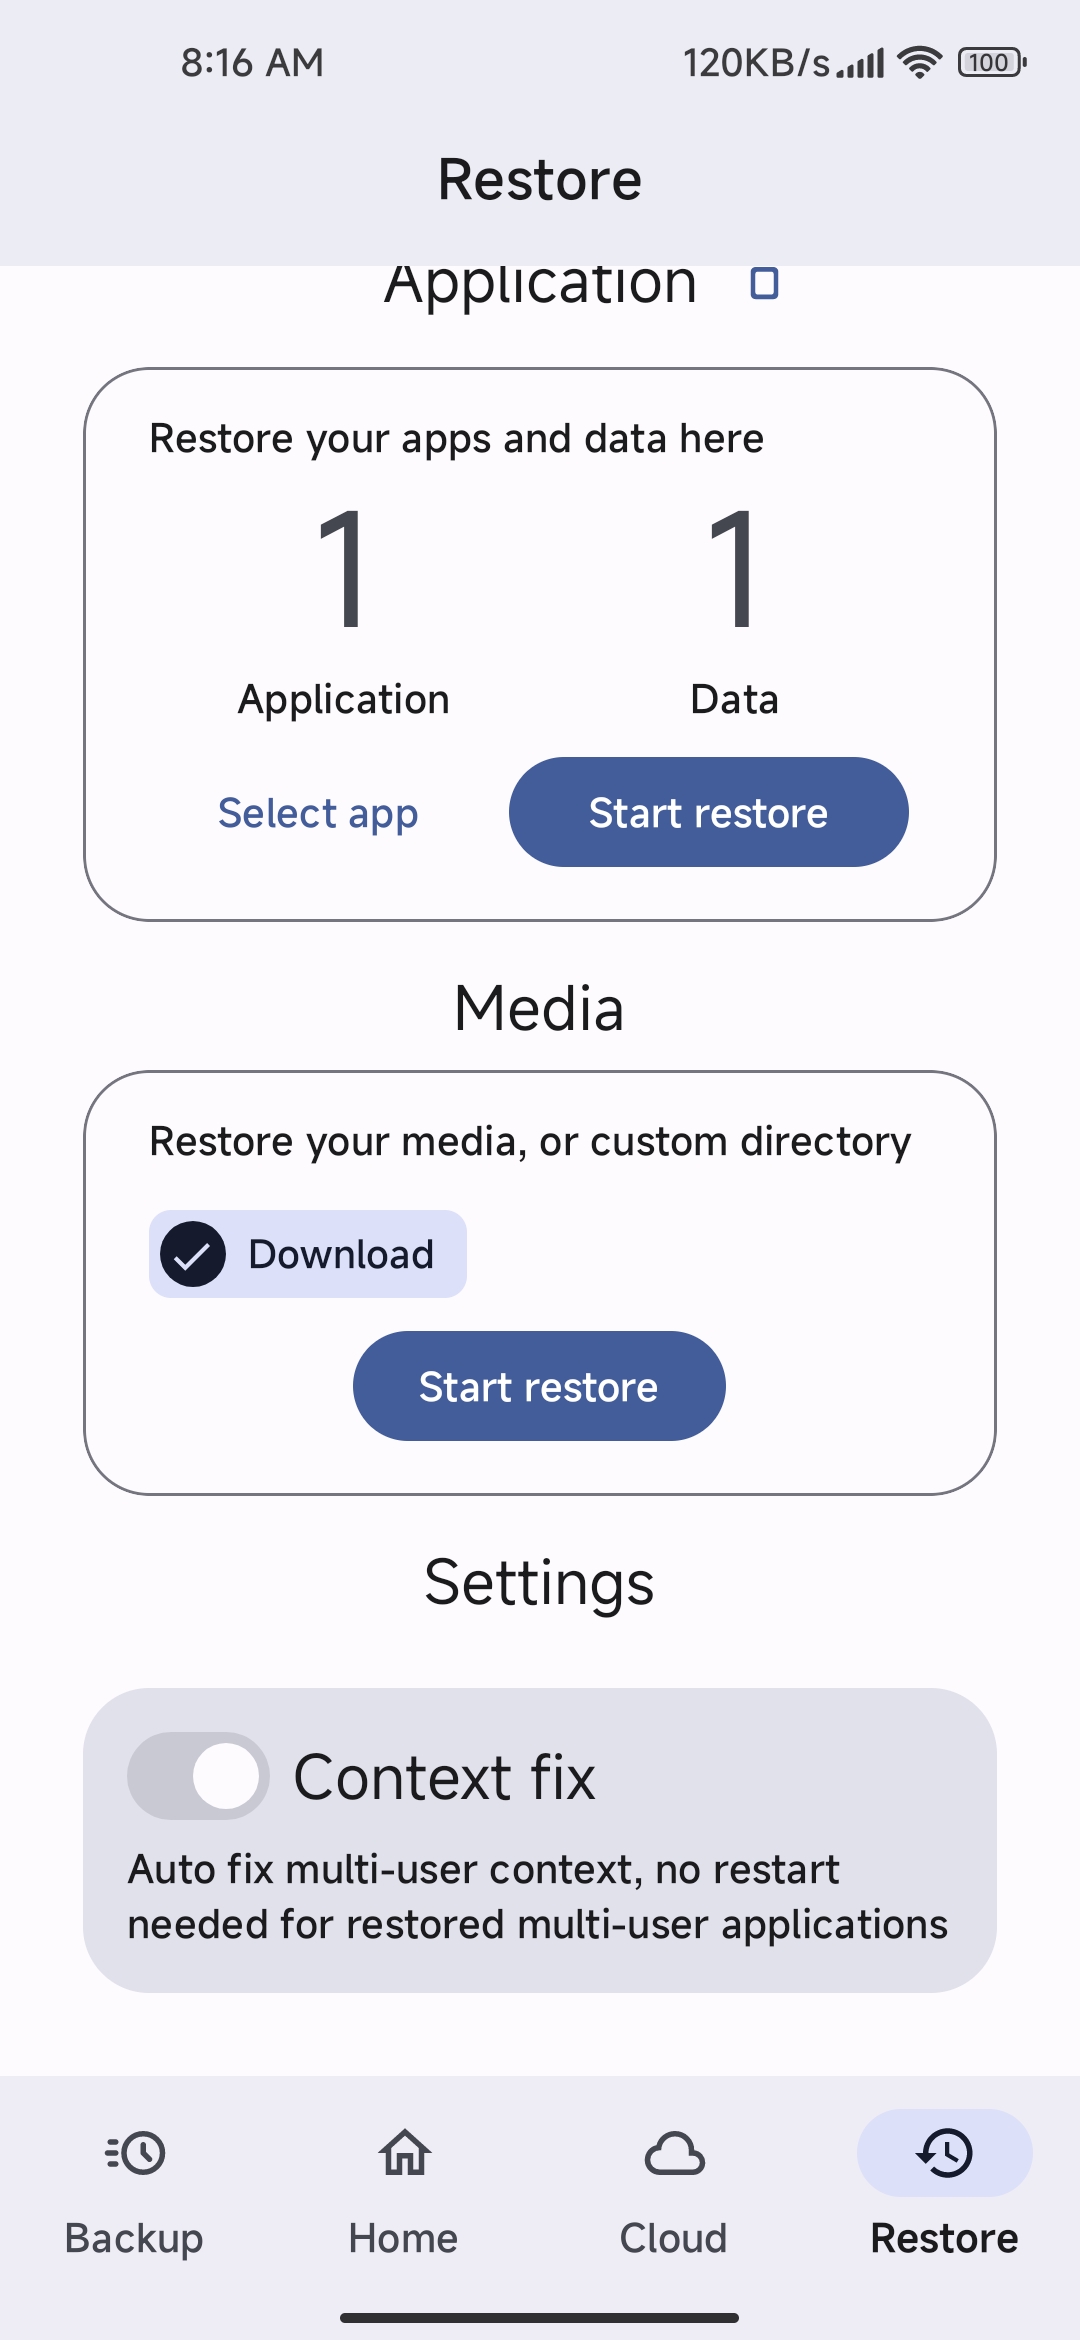 8:16 AM 120KB/s 100
Restore
Application
Restore your apps and data here
1 1
Application Data
Select app Start restore
Media
Restore your media, or custom directory
Download
Start restore
Settings
Context fix
Auto fix multi-user context, no restart
needed for restored multi-user applications
Backup Home Cloud Restore